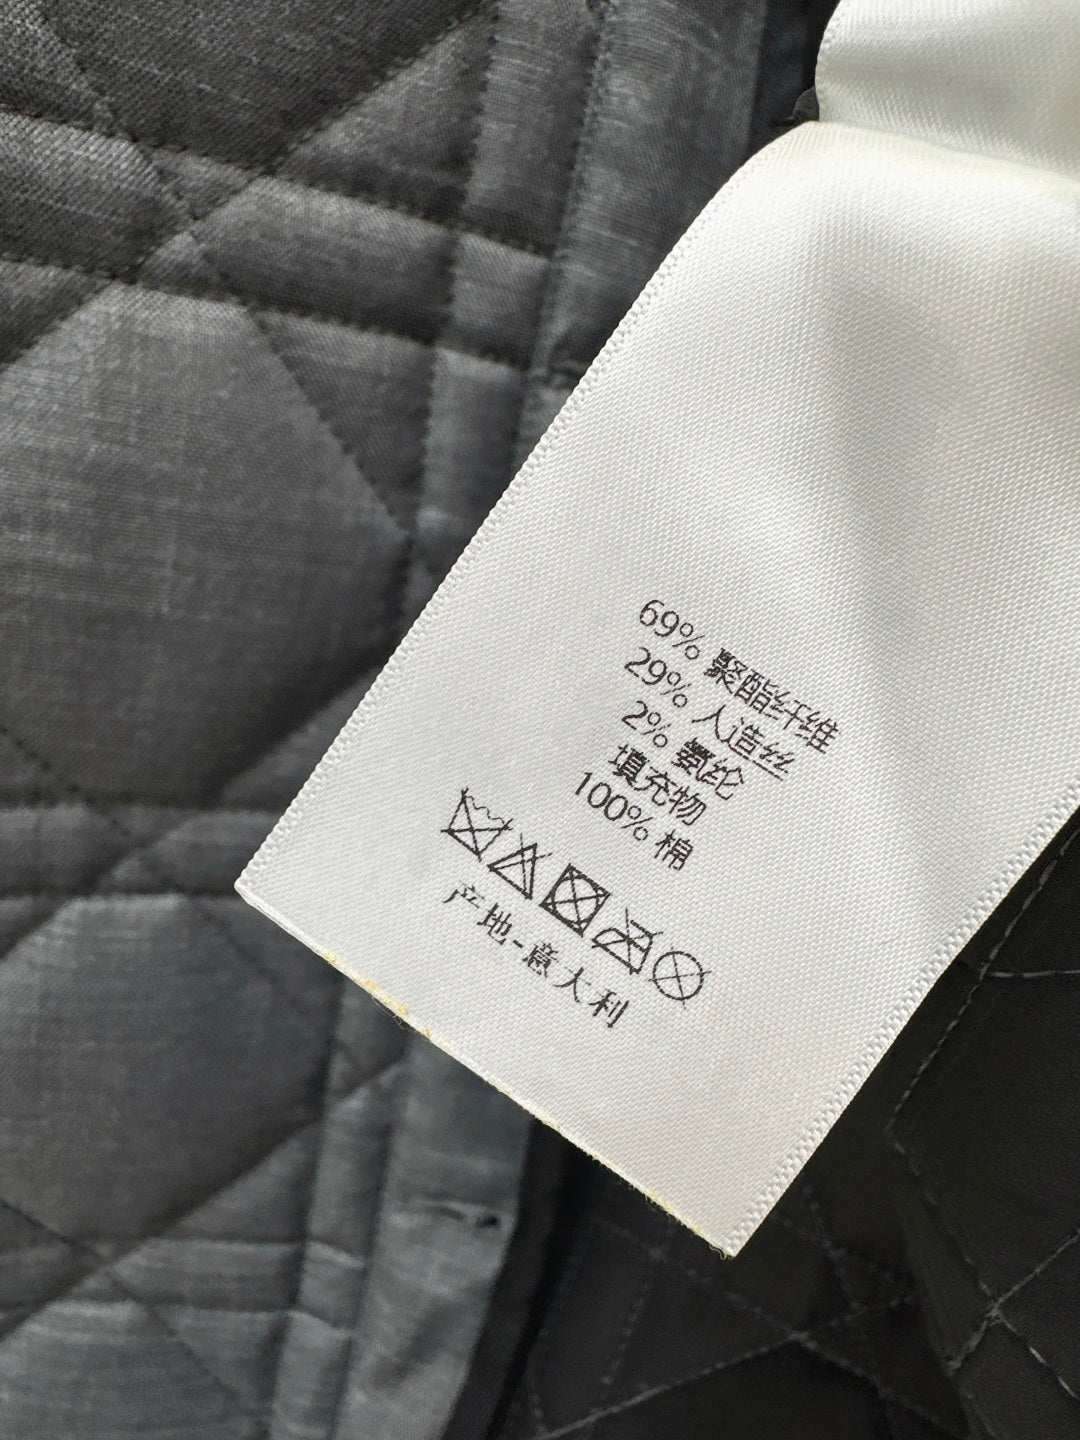 69% 聚酯纤维
29% 人造丝
2% 氨纶
填充物
100% 棉
产地-意大利